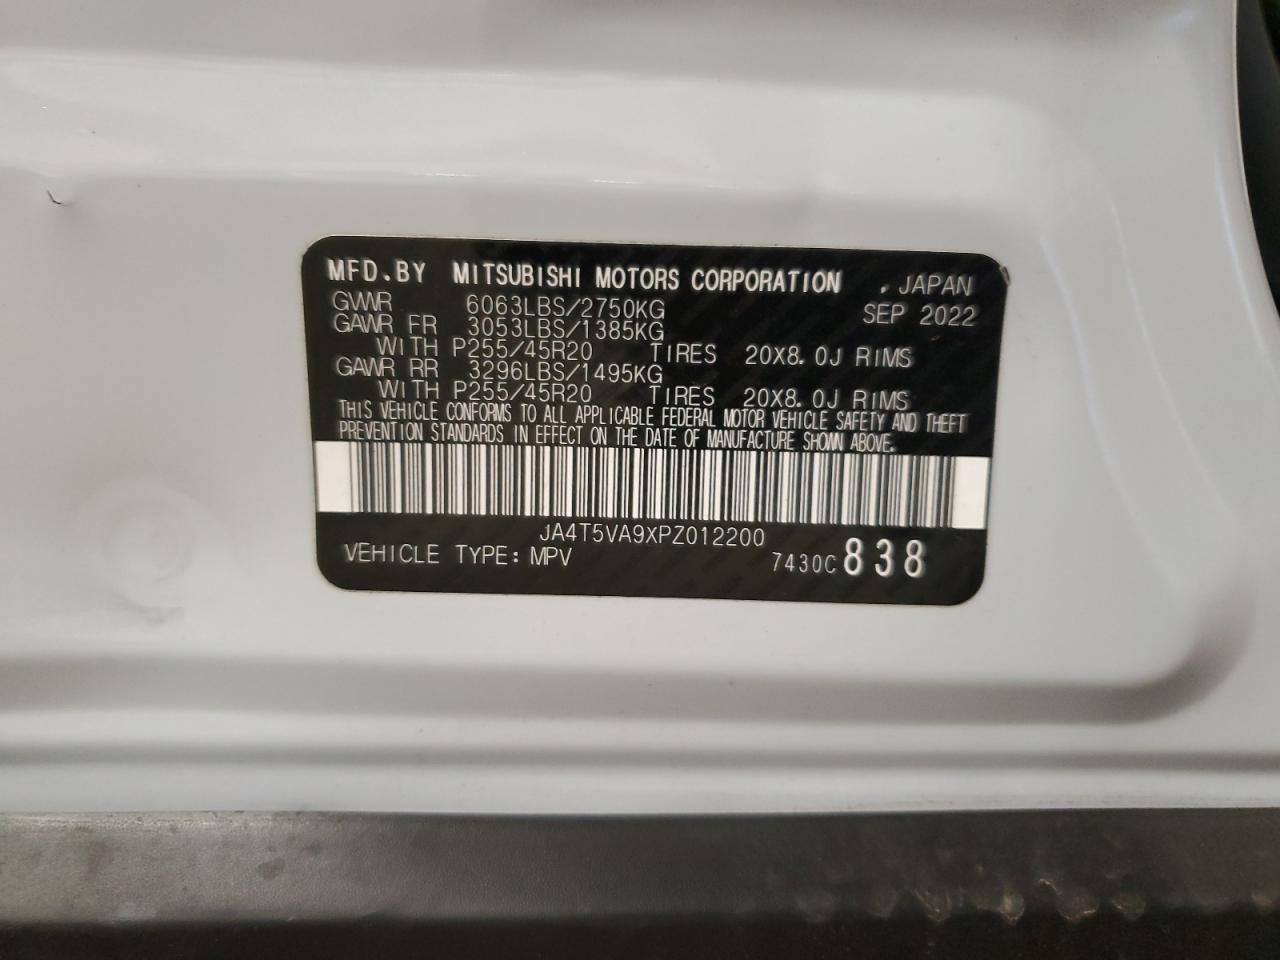 MFD.BY MITSUBISHI MOTORS CORPORATION . JAPAN
GVWR 6063LBS/2750KG SEP 2022
GAWR FR 3053LBS/1385KG
WITH P255/45R20 TIRES 20X8.0J RIMS
GAWR RR 3296LBS/1495KG
WITH P255/45R20 TIRES 20X8.0J RIMS
THIS VEHICLE CONFORMS TO ALL APPLICABLE FEDERAL MOTOR VEHICLE SAFETY AND THEFT
PREVENTION STANDARDS IN EFFECT ON THE DATE OF MANUFACTURE SHOWN ABOVE.
JA4T5VA9XPZ012200
VEHICLE TYPE: MPV 7430C 838